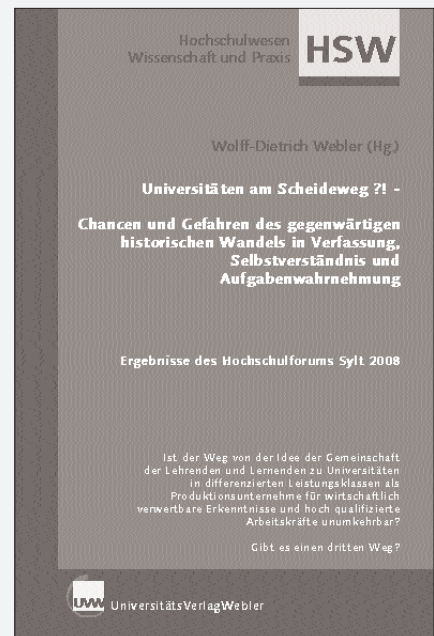 Hochschulwesen
Wissenschaft und Praxis
HSW
Wolff-Dietrich Webler (Hg.)
Universitäten am Scheideweg ?! -
Chancen und Gefahren des gegenwärtigen
historischen Wandels in Verfassung,
Selbstverständnis und
Aufgabenwahrnehmung
Ergebnisse des Hochschulforums Sylt 2008
Ist der Weg von der Idee der Gemeinschaft
der Lehrenden und Lernenden zu Universitäten
in differenzierten Leistungsklassen als
Produktionsunternehme für wirtschaftlich
verwertbare Erkenntnisse und hoch qualifizierte
Arbeitskräfte unumkehrbar?
Gibt es einen dritten Weg?
UVW UniversitätsVerlagWebler